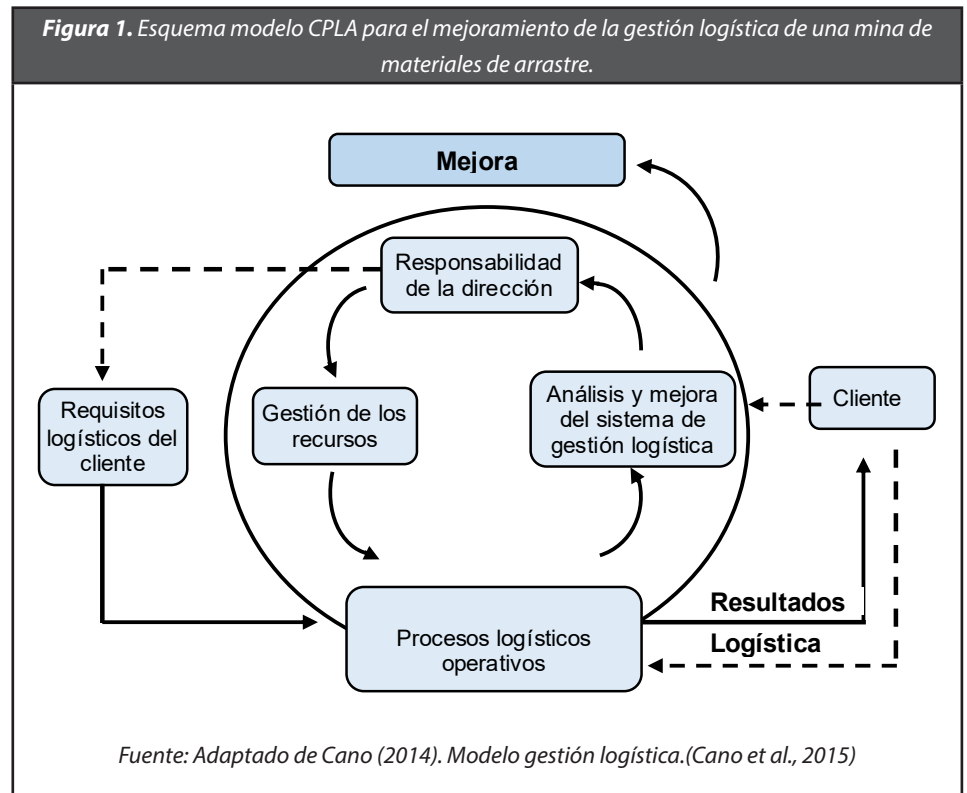 Figura 1. Esquema modelo CPLA para el mejoramiento de la gestión logística de una mina de
materiales de arrastre.
Mejora
Responsabilidad
de la dirección
Requisitos
logísticos del
cliente
Gestión de los
recursos
Análisis y mejora
del sistema de
gestión logística
Cliente
Procesos logísticos
operativos
Resultados
Logística
Fuente: Adaptado de Cano (2014). Modelo gestión logística.(Cano et al., 2015)